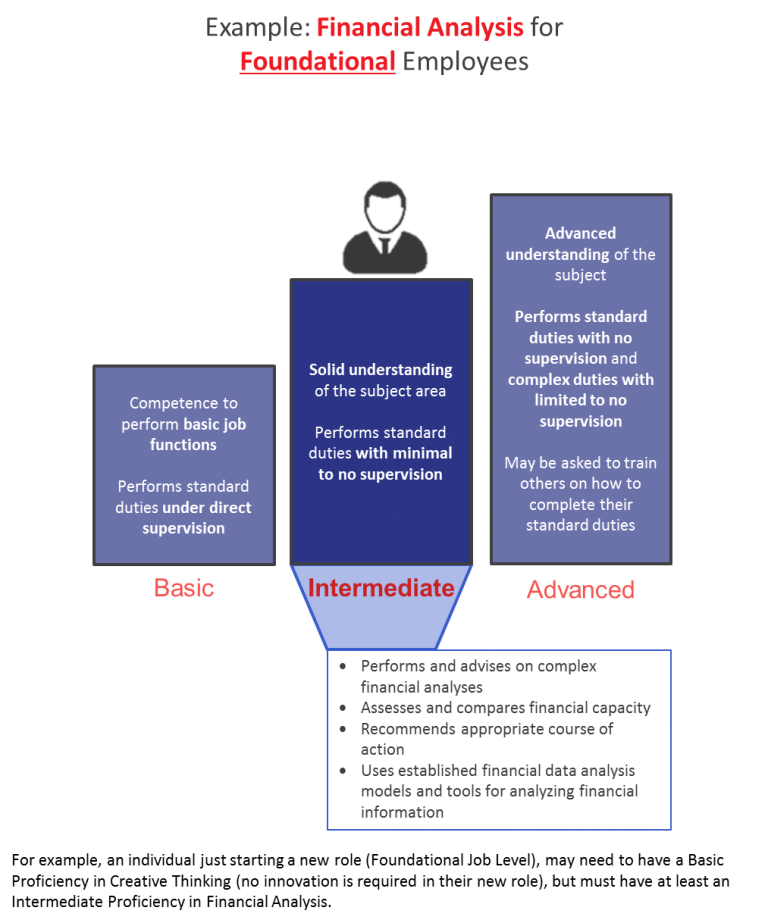 Example: Financial Analysis for
Foundational Employees
Advanced
understanding of the
subject
Performs standard
duties with no
supervision and
complex duties with
limited to no
supervision
May be asked to train
others on how to
complete their
standard duties
Solid understanding
of the subject area
Performs standard
duties with minimal
to no supervision
Competence to
perform basic job
functions
Performs standard
duties under direct
supervision
Basic
Intermediate
Advanced
• Performs and advises on complex
financial analyses
• Assesses and compares financial capacity
• Recommends appropriate course of
action
• Uses established financial data analysis
models and tools for analyzing financial
information
For example, an individual just starting a new role (Foundational Job Level), may need to have a Basic
Proficiency in Creative Thinking (no innovation is required in their new role), but must have at least an
Intermediate Proficiency in Financial Analysis.